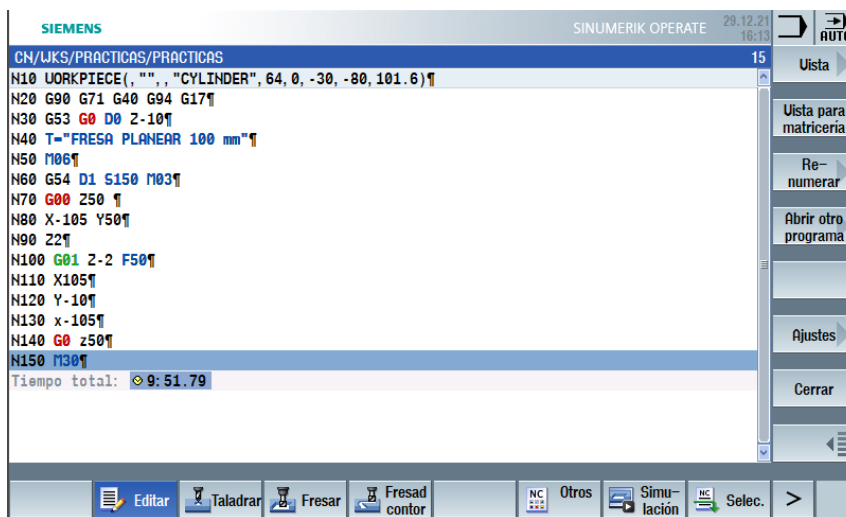 SIEMENS
SINUMERIK OPERATE
29.12.21
16:13
AUTO
CN/WKS/PRACTICAS/PRACTICAS 15
N10 WORKPIECE(,"",,"CYLINDER",64,0,-30,-80,101.6)¶
N20 G90 G71 G40 G94 G17¶
N30 G53 G0 D0 Z-10¶
N40 T="FRESA PLANEAR 100 mm"¶
N50 M06¶
N60 G54 D1 S150 M03¶
N70 G00 Z50 ¶
N80 X-105 Y50¶
N90 Z2¶
N100 G01 Z-2 F50¶
N110 X105¶
N120 Y-10¶
N130 x-105¶
N140 G0 z50¶
N150 M30¶
Tiempo total: 9:51.79
Vista
Vista para
matricería
Re-
numerar
Abrir otro
programa
Ajustes
Cerrar
Editar
Taladrar
Fresar
Fresad
contor
NC
Otros
Simu-
lación
NC
Selec.
>